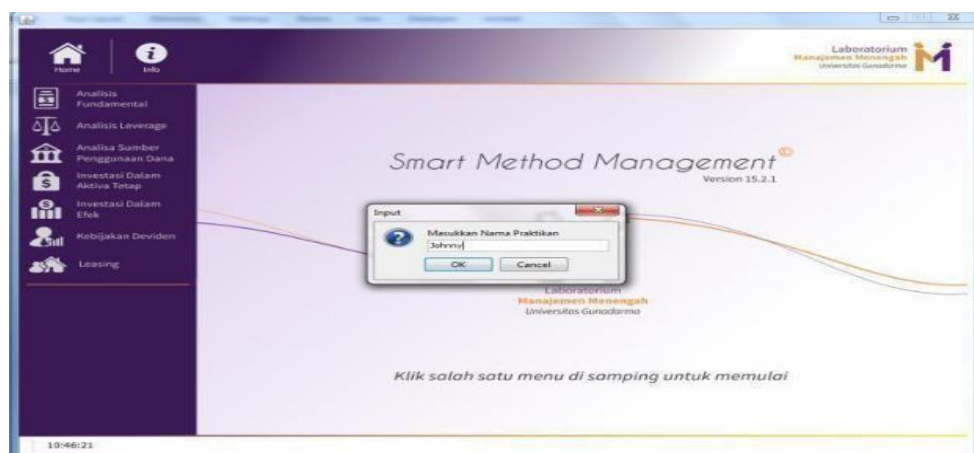 Home
Info
Laboratorium
Manajemen Menengah
Universitas Gunadarma
Analisis
Fundamental
Analisis Leverage
Analisa Sumber
Penggunaan Dana
Investasi Dalam
Aktiva Tetap
Investasi Dalam
Efek
Kebijakan Deviden
Leasing
Smart Method Management©
Version 15.2.1
Input
Masukkan Nama Praktikan
Johnny
OK
Cancel
Laboratorium
Manajemen Menengah
Universitas Gunadarma
Klik salah satu menu di samping untuk memulai
10:46:21